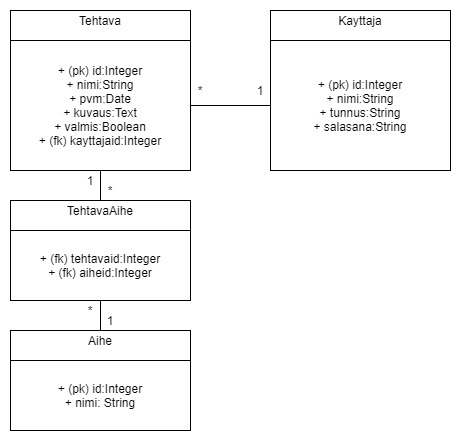 Tehtava
+ (pk) id:Integer
+ nimi:String
+ pvm:Date
+ kuvaus:Text
+ valmis:Boolean
+ (fk) kayttajaid:Integer
* 1
Kayttaja
+ (pk) id:Integer
+ nimi:String
+ tunnus:String
+ salasana:String
1 *
TehtavaAihe
+ (fk) tehtavaid:Integer
+ (fk) aiheid:Integer
* 1
Aihe
+ (pk) id:Integer
+ nimi: String